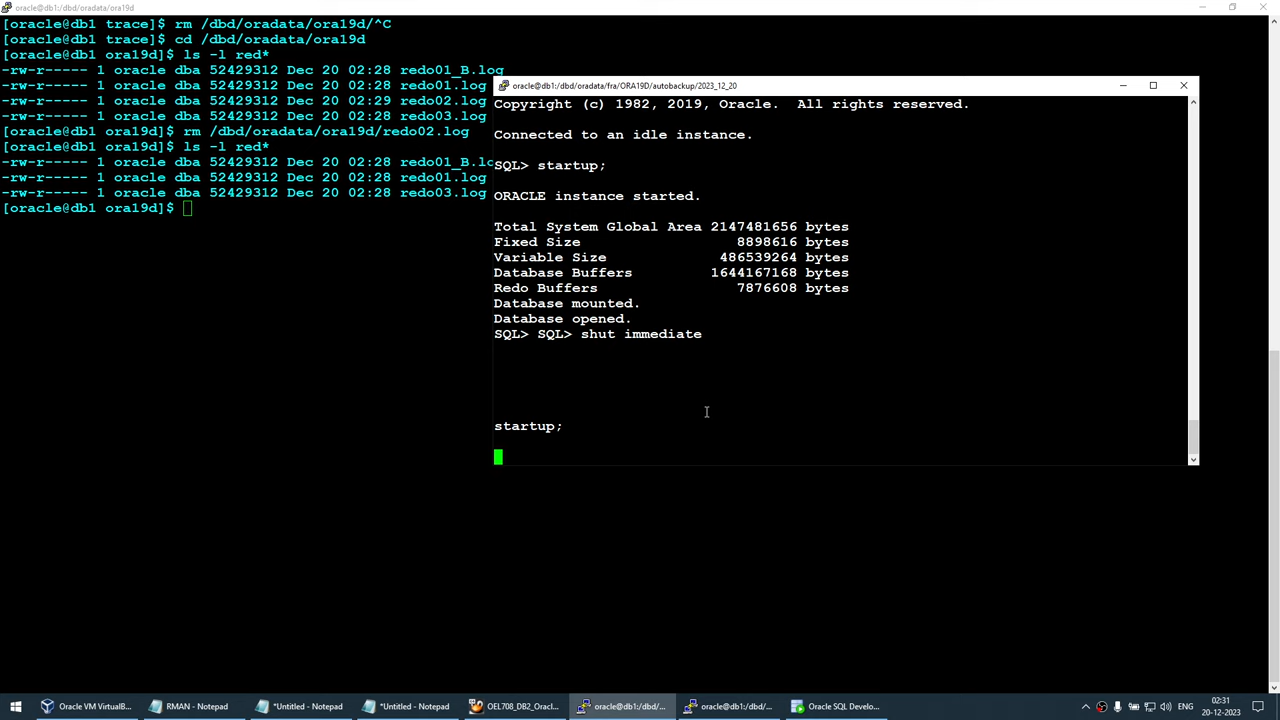 oracle@db1:/dbd/oradata/ora19d
[oracle@db1 trace]$ rm /dbd/oradata/ora19d/^C
[oracle@db1 trace]$ cd /dbd/oradata/ora19d
[oracle@db1 ora19d]$ ls -l red*
-rw-r----- 1 oracle dba 52429312 Dec 20 02:28 redo01_B.log
-rw-r----- 1 oracle dba 52429312 Dec 20 02:28 redo01.log
-rw-r----- 1 oracle dba 52429312 Dec 20 02:29 redo02.log
-rw-r----- 1 oracle dba 52429312 Dec 20 02:28 redo03.log
[oracle@db1 ora19d]$ rm /dbd/oradata/ora19d/redo02.log
[oracle@db1 ora19d]$ ls -l red*
-rw-r----- 1 oracle dba 52429312 Dec 20 02:28 redo01_B.lo
-rw-r----- 1 oracle dba 52429312 Dec 20 02:28 redo01.log
-rw-r----- 1 oracle dba 52429312 Dec 20 02:28 redo03.log
[oracle@db1 ora19d]$
oracle@db1:/dbd/oradata/fra/ORA19D/autobackup/2023_12_20
Copyright (c) 1982, 2019, Oracle.  All rights reserved.
Connected to an idle instance.
SQL> startup;
ORACLE instance started.
Total System Global Area 2147481656 bytes
Fixed Size 8898616 bytes
Variable Size 486539264 bytes
Database Buffers 1644167168 bytes
Redo Buffers 7876608 bytes
Database mounted.
Database opened.
SQL> SQL> shut immediate
startup;
Oracle VM VirtualB...
RMAN - Notepad
*Untitled - Notepad
*Untitled - Notepad
OEL708_DB2_Oracl...
oracle@db1:/dbd/...
oracle@db1:/dbd/...
Oracle SQL Develo...
ENG
02:31
20-12-2023